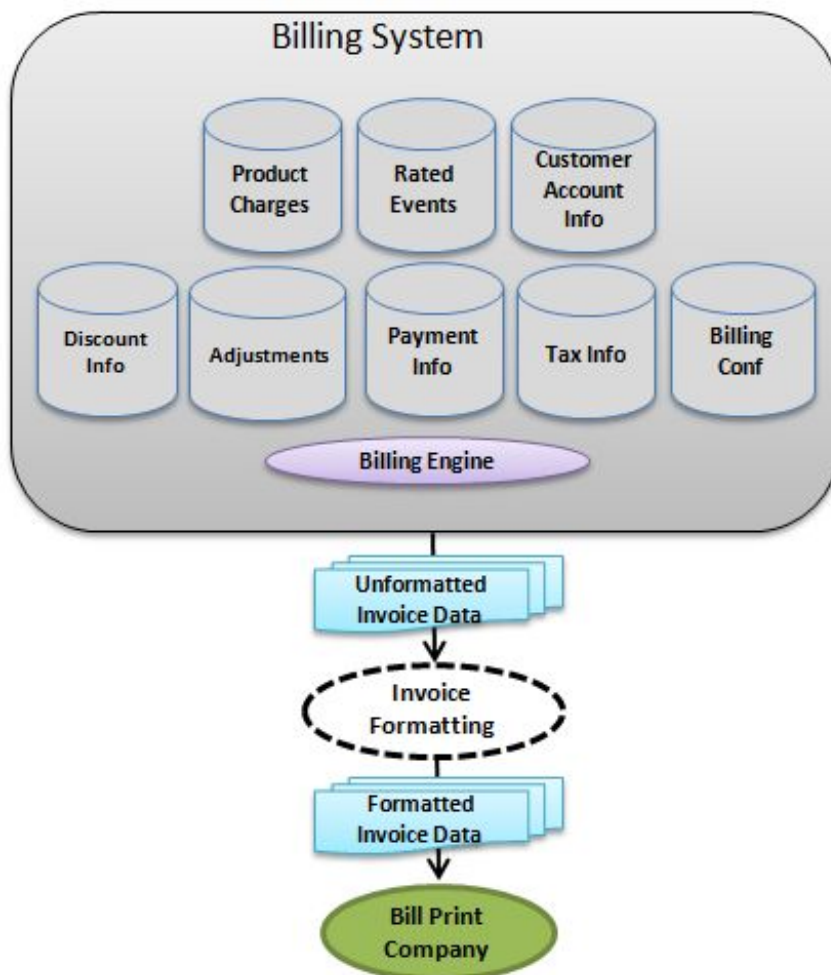 Billing System
Product
Charges
Rated
Events
Customer
Account
Info
Discount
Info
Adjustments
Payment
Info
Tax Info
Billing
Conf
Billing Engine
Unformatted
Invoice Data
Invoice
Formatting
Formatted
Invoice Data
Bill Print
Company